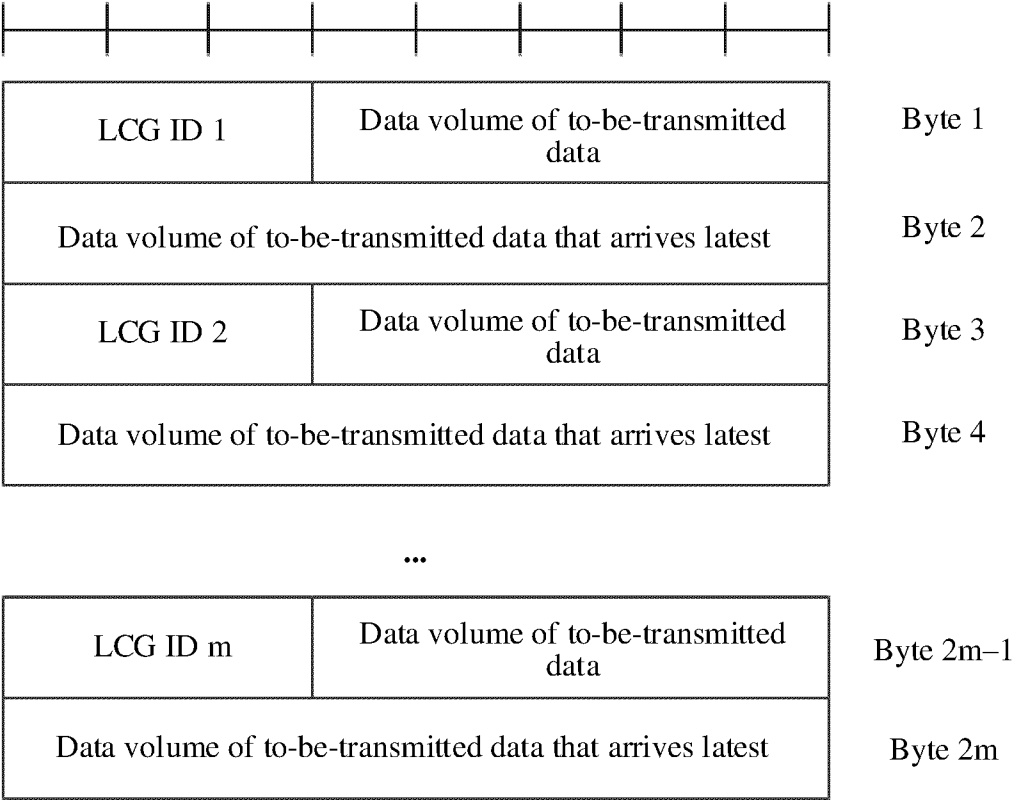 LCG ID 1
Data volume of to-be-transmitted
data
Byte 1
Data volume of to-be-transmitted data that arrives latest
Byte 2
LCG ID 2
Data volume of to-be-transmitted
data
Byte 3
Data volume of to-be-transmitted data that arrives latest
Byte 4
...
LCG ID m
Data volume of to-be-transmitted
data
Byte 2m–1
Data volume of to-be-transmitted data that arrives latest
Byte 2m